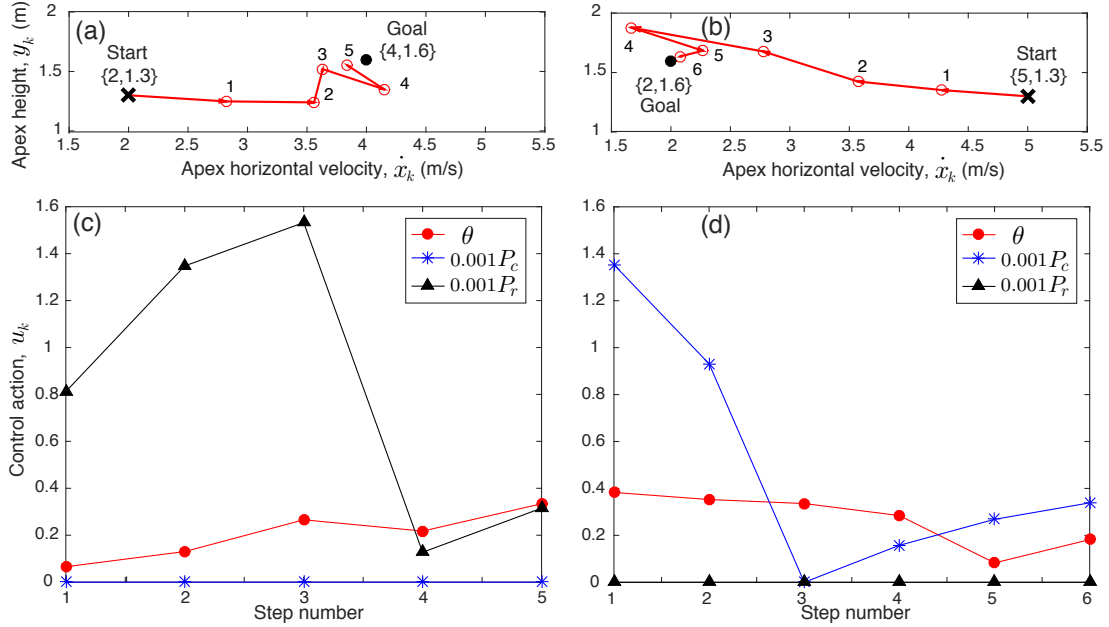 (a)
Start
{2,1.3}
1
2
3
5
4
Goal
{4,1.6}
2
1.5
1
Apex height, y_k (m)
1.5 2 2.5 3 3.5 4 4.5 5 5.5
Apex horizontal velocity, ẋ_k (m/s)
(b)
4
5
6
3
2
1
Start
{5,1.3}
{2,1.6}
Goal
2
1.5
1
1.5 2 2.5 3 3.5 4 4.5 5 5.5
Apex horizontal velocity, ẋ_k (m/s)
(c)
θ
0.001P_c
0.001P_r
1.6
1.4
1.2
1
0.8
0.6
0.4
0.2
0
Control action, u_k
1 2 3 4 5
Step number
(d)
θ
0.001P_c
0.001P_r
1.6
1.4
1.2
1
0.8
0.6
0.4
0.2
0
1 2 3 4 5 6
Step number